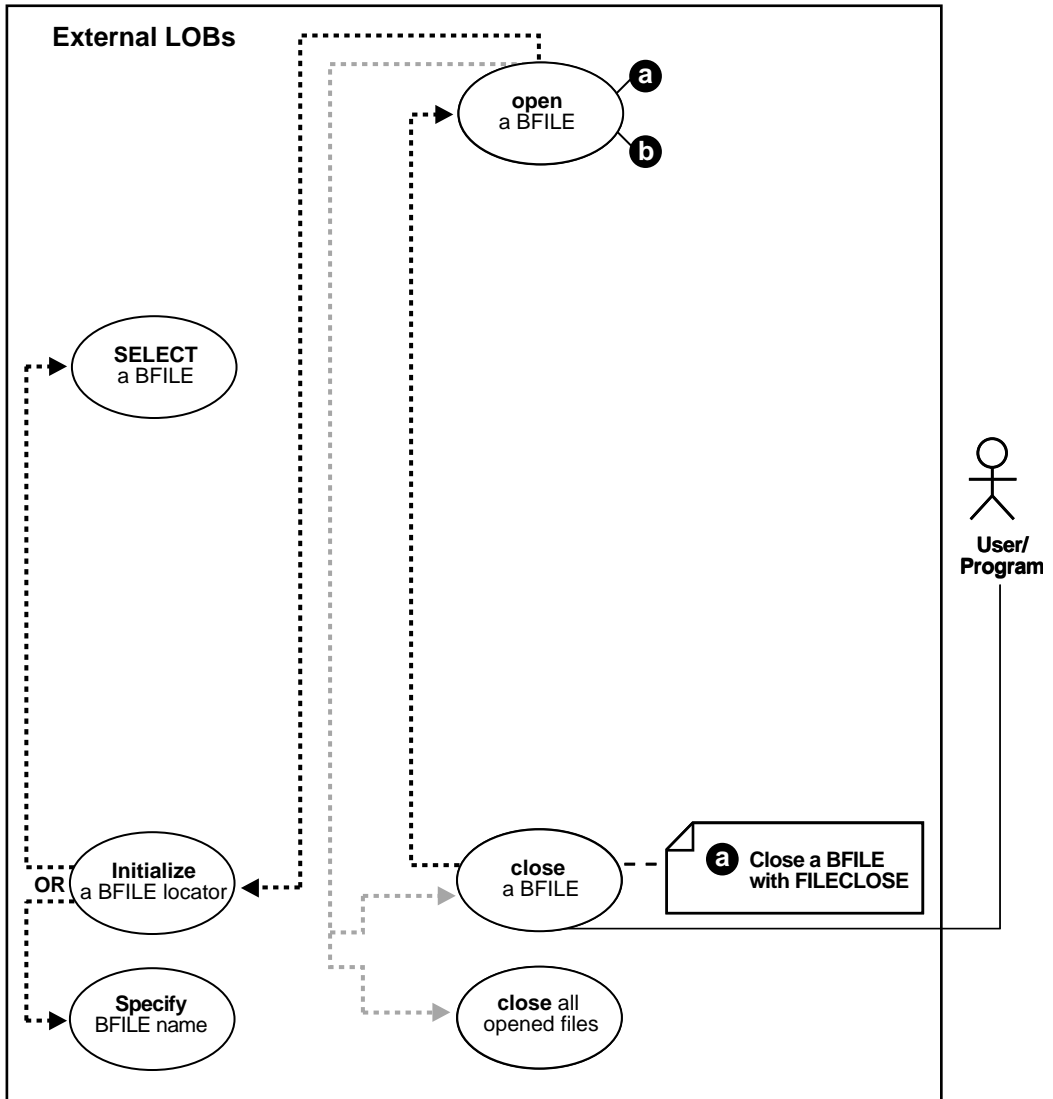 External LOBs
a
open
a BFILE
b
SELECT
a BFILE
User/
Program
Initialize
OR a BFILE locator
close
a BFILE
a Close a BFILE
with FILECLOSE
Specify
BFILE name
close all
opened files